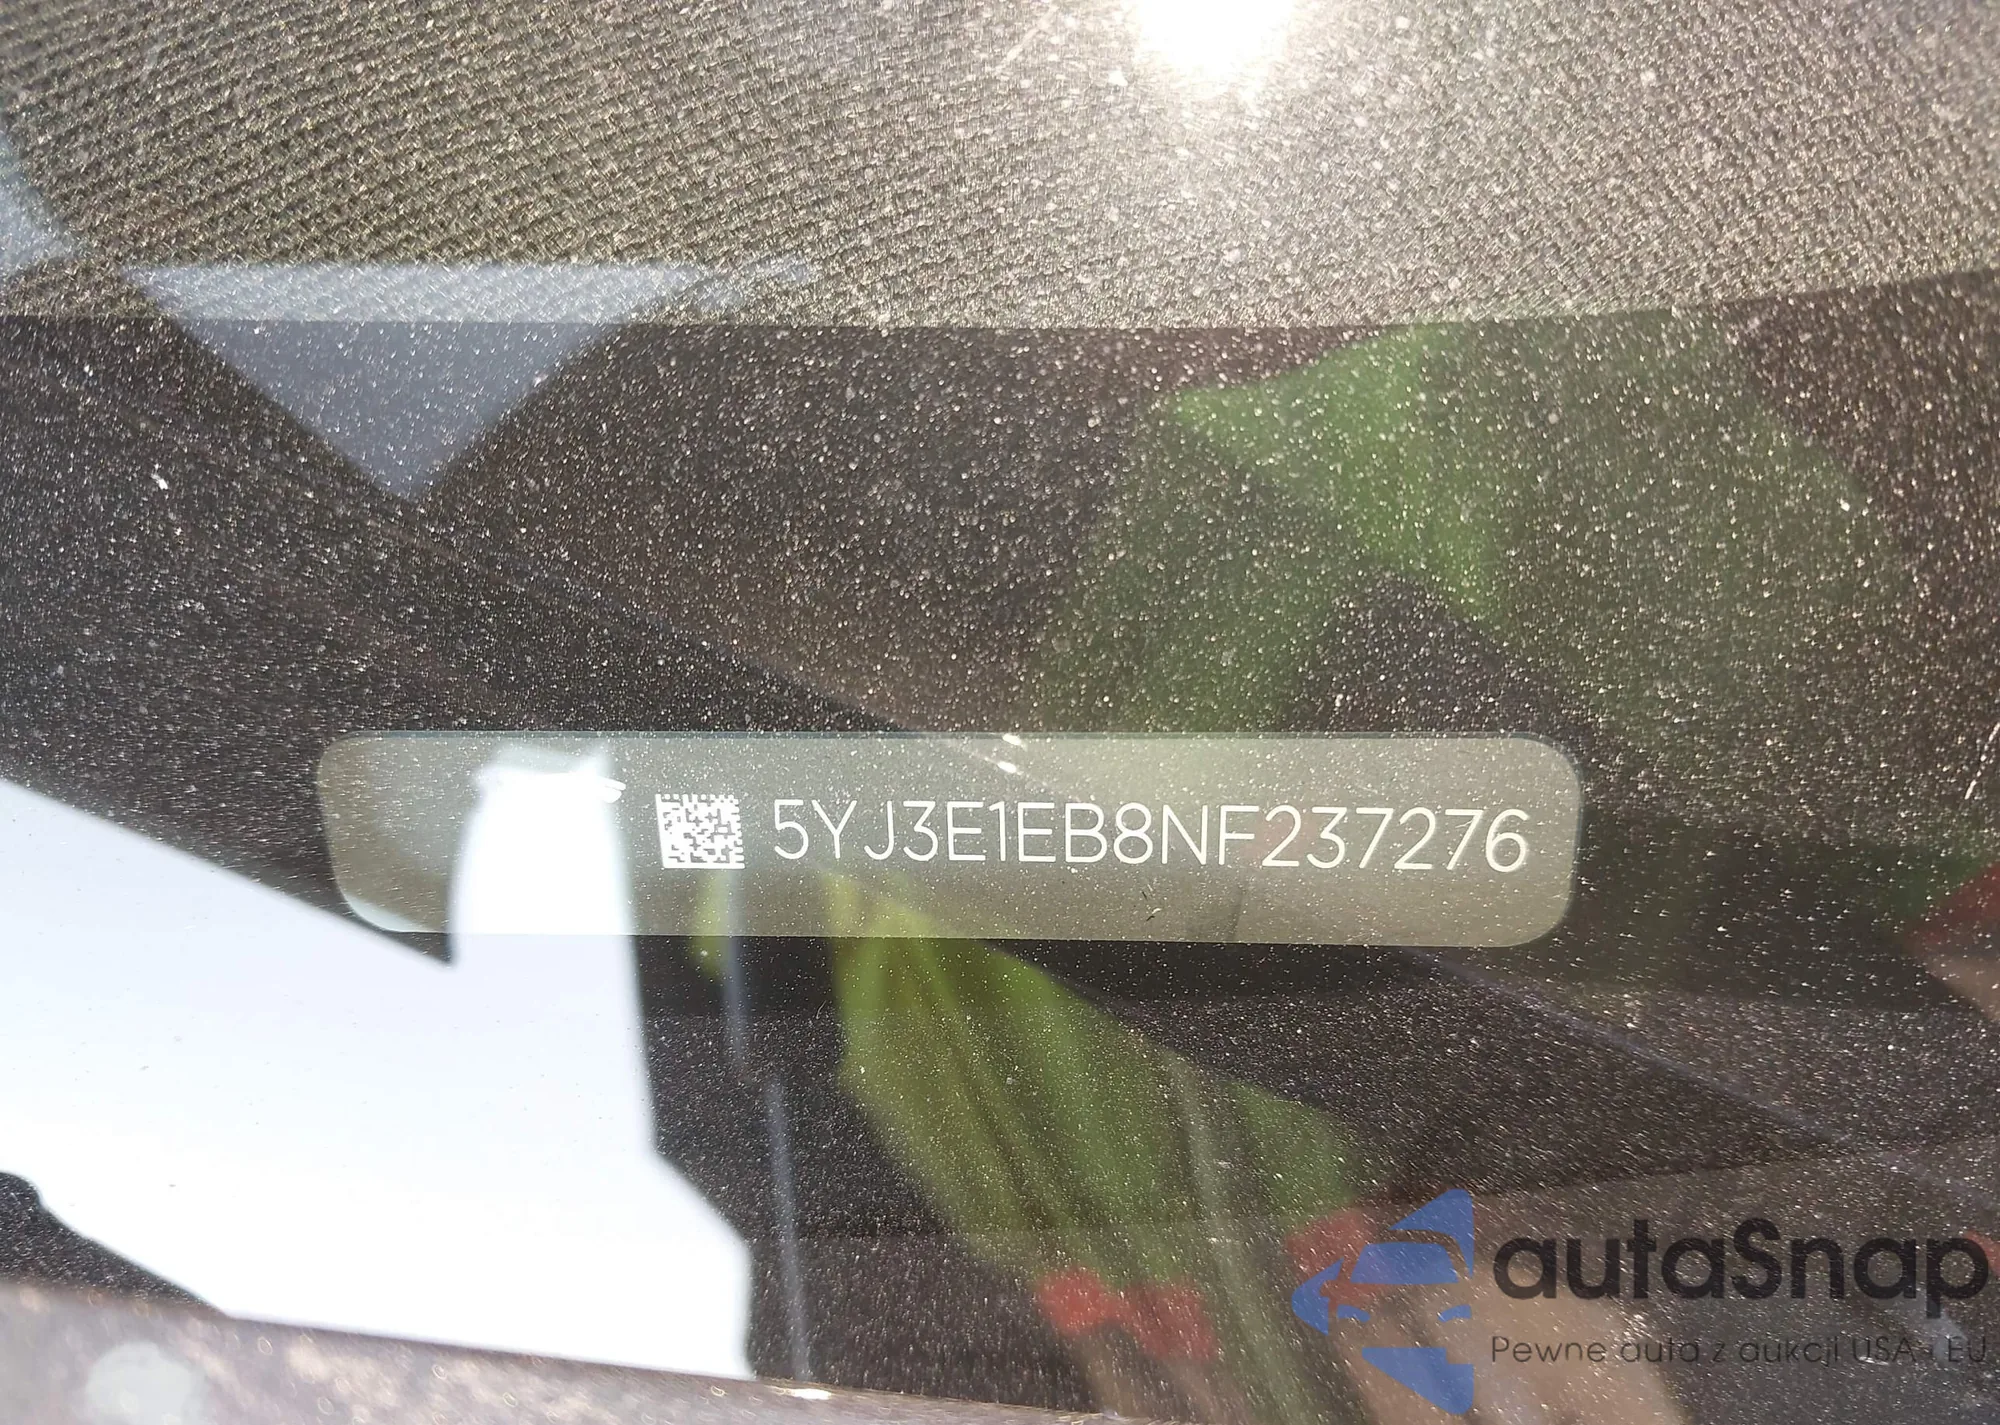 5YJ3E1EB8NF237276
autaSnap
Pewne auta z aukcji USA i EU